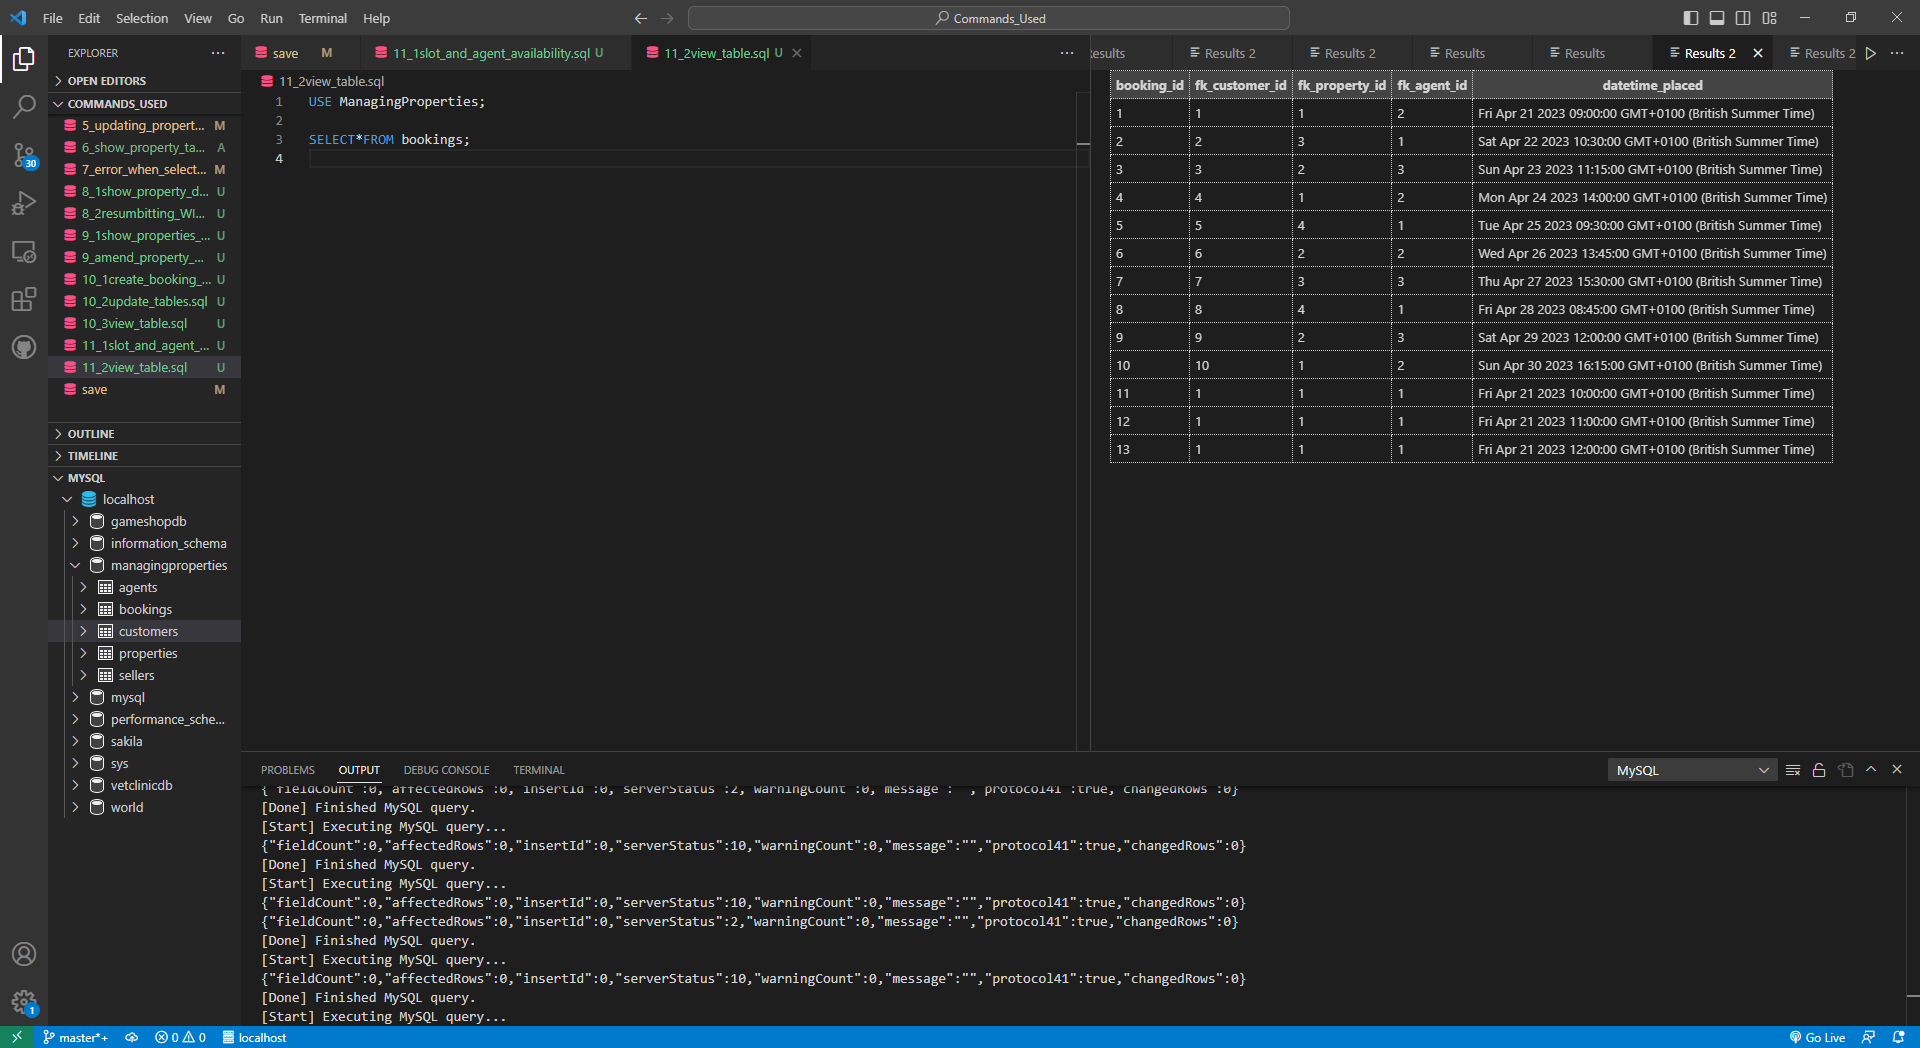 File Edit Selection View Go Run Terminal Help
Commands_Used
EXPLORER
OPEN EDITORS
COMMANDS_USED
5_updating_propert... M
6_show_property_ta... A
7_error_when_select... M
8_1show_property_d... U
8_2resumbitting_WI... U
9_1show_properties_... U
9_amend_property_... U
10_1create_booking_... U
10_2update_tables.sql U
10_3view_table.sql U
11_1slot_and_agent_... U
11_2view_table.sql U
save M
OUTLINE
TIMELINE
MYSQL
localhost
gameshopdb
information_schema
managingproperties
agents
bookings
customers
properties
sellers
mysql
performance_sche...
sakila
sys
vetclinicdb
world
30
1
save M 11_1slot_and_agent_availability.sql U 11_2view_table.sql U
11_2view_table.sql
1 USE ManagingProperties;
2
3 SELECT*FROM bookings;
4
esults Results 2 Results 2 Results Results Results 2 Results 2
booking_id fk_customer_id fk_property_id fk_agent_id datetime_placed
1 1 1 2 Fri Apr 21 2023 09:00:00 GMT+0100 (British Summer Time)
2 2 3 1 Sat Apr 22 2023 10:30:00 GMT+0100 (British Summer Time)
3 3 2 3 Sun Apr 23 2023 11:15:00 GMT+0100 (British Summer Time)
4 4 1 2 Mon Apr 24 2023 14:00:00 GMT+0100 (British Summer Time)
5 5 4 1 Tue Apr 25 2023 09:30:00 GMT+0100 (British Summer Time)
6 6 2 2 Wed Apr 26 2023 13:45:00 GMT+0100 (British Summer Time)
7 7 3 3 Thu Apr 27 2023 15:30:00 GMT+0100 (British Summer Time)
8 8 4 1 Fri Apr 28 2023 08:45:00 GMT+0100 (British Summer Time)
9 9 2 3 Sat Apr 29 2023 12:00:00 GMT+0100 (British Summer Time)
10 10 1 2 Sun Apr 30 2023 16:15:00 GMT+0100 (British Summer Time)
11 1 1 1 Fri Apr 21 2023 10:00:00 GMT+0100 (British Summer Time)
12 1 1 1 Fri Apr 21 2023 11:00:00 GMT+0100 (British Summer Time)
13 1 1 1 Fri Apr 21 2023 12:00:00 GMT+0100 (British Summer Time)
PROBLEMS OUTPUT DEBUG CONSOLE TERMINAL
MySQL
{"fieldCount":0,"affectedRows":0,"insertId":0,"serverStatus":2,"warningCount":0,"message":"","protocol41":true,"changedRows":0}
[Done] Finished MySQL query.
[Start] Executing MySQL query...
{"fieldCount":0,"affectedRows":0,"insertId":0,"serverStatus":10,"warningCount":0,"message":"","protocol41":true,"changedRows":0}
[Done] Finished MySQL query.
[Start] Executing MySQL query...
{"fieldCount":0,"affectedRows":0,"insertId":0,"serverStatus":10,"warningCount":0,"message":"","protocol41":true,"changedRows":0}
{"fieldCount":0,"affectedRows":0,"insertId":0,"serverStatus":2,"warningCount":0,"message":"","protocol41":true,"changedRows":0}
[Done] Finished MySQL query.
[Start] Executing MySQL query...
{"fieldCount":0,"affectedRows":0,"insertId":0,"serverStatus":10,"warningCount":0,"message":"","protocol41":true,"changedRows":0}
[Done] Finished MySQL query.
[Start] Executing MySQL query...
master*+ 0 0 localhost Go Live